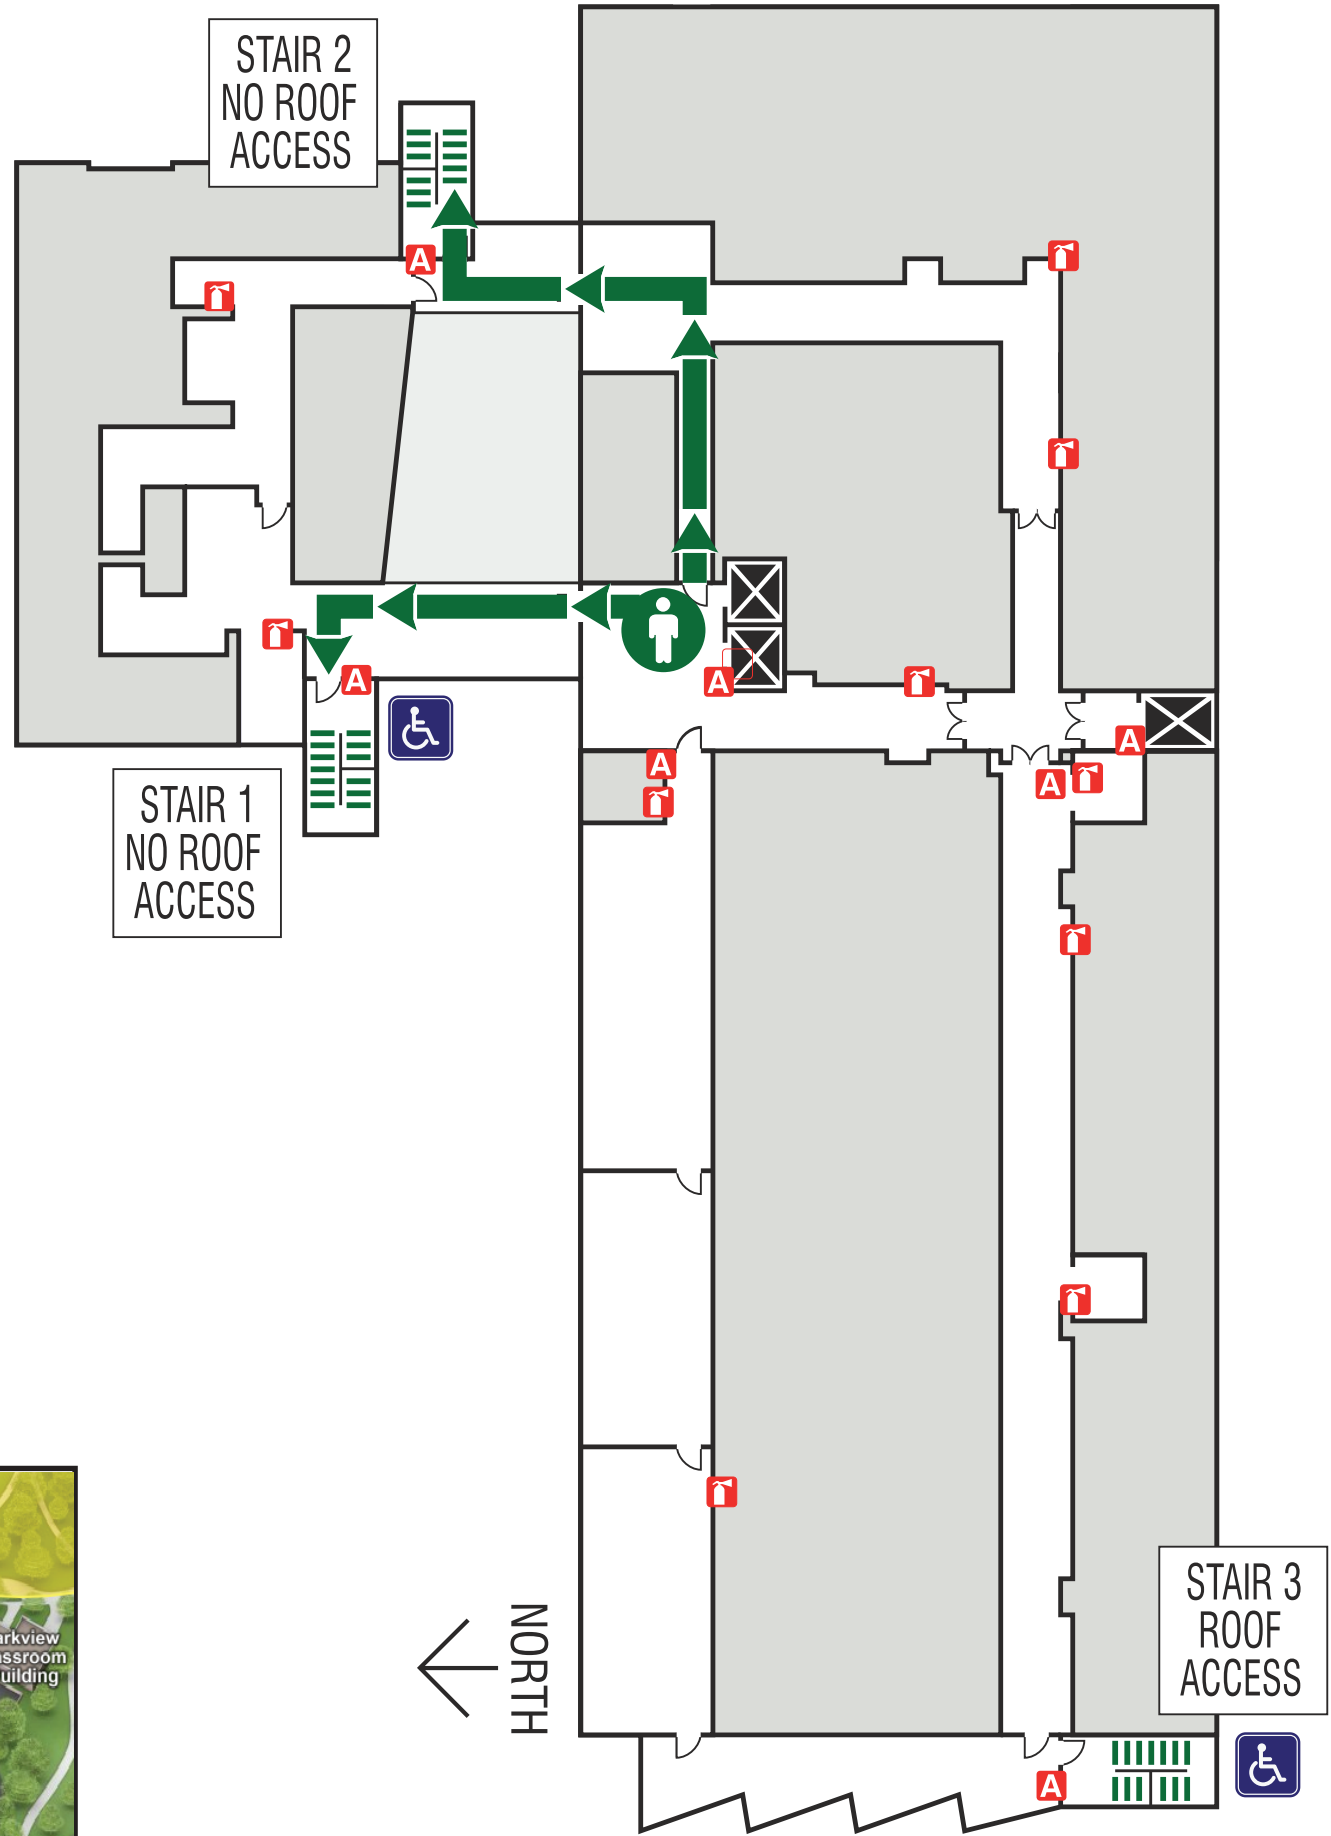 STAIR 2
NO ROOF
ACCESS
A
A
A
A
A
A
STAIR 1
NO ROOF
ACCESS
STAIR 3
ROOF
ACCESS
NORTH
A